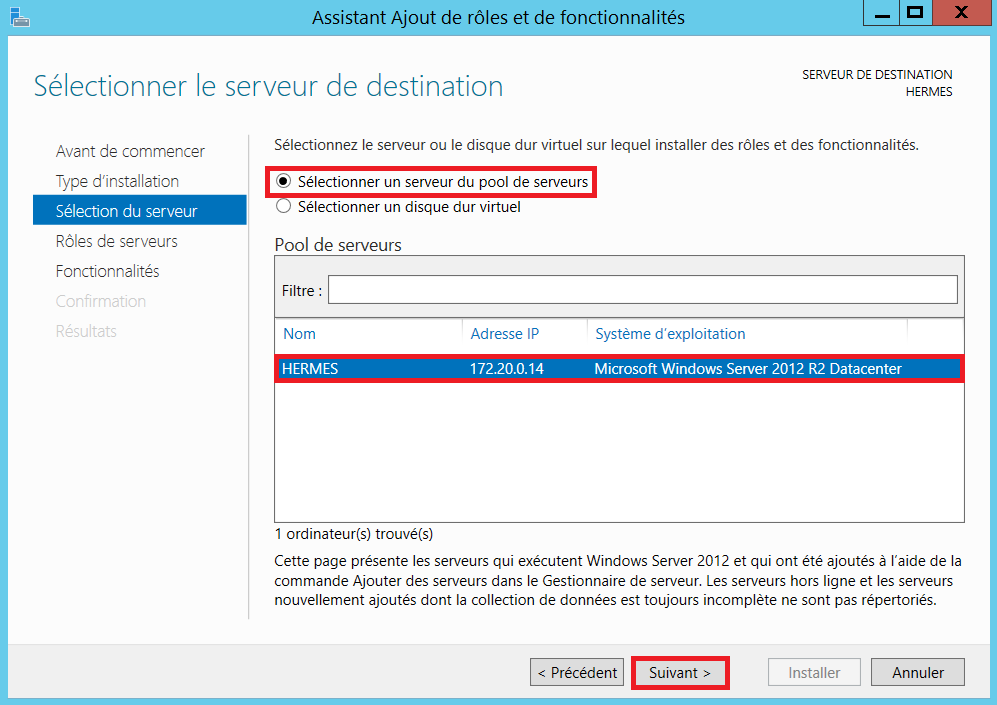 Assistant Ajout de rôles et de fonctionnalités
Sélectionner le serveur de destination
SERVEUR DE DESTINATION
HERMES
Avant de commencer
Type d'installation
Sélection du serveur
Rôles de serveurs
Fonctionnalités
Confirmation
Résultats
Sélectionnez le serveur ou le disque dur virtuel sur lequel installer des rôles et des fonctionnalités.
Sélectionner un serveur du pool de serveurs
Sélectionner un disque dur virtuel
Pool de serveurs
Filtre :
Nom Adresse IP Système d'exploitation
HERMES 172.20.0.14 Microsoft Windows Server 2012 R2 Datacenter
1 ordinateur(s) trouvé(s)
Cette page présente les serveurs qui exécutent Windows Server 2012 et qui ont été ajoutés à l'aide de la
commande Ajouter des serveurs dans le Gestionnaire de serveur. Les serveurs hors ligne et les serveurs
nouvellement ajoutés dont la collection de données est toujours incomplète ne sont pas répertoriés.
< Précédent Suivant > Installer Annuler